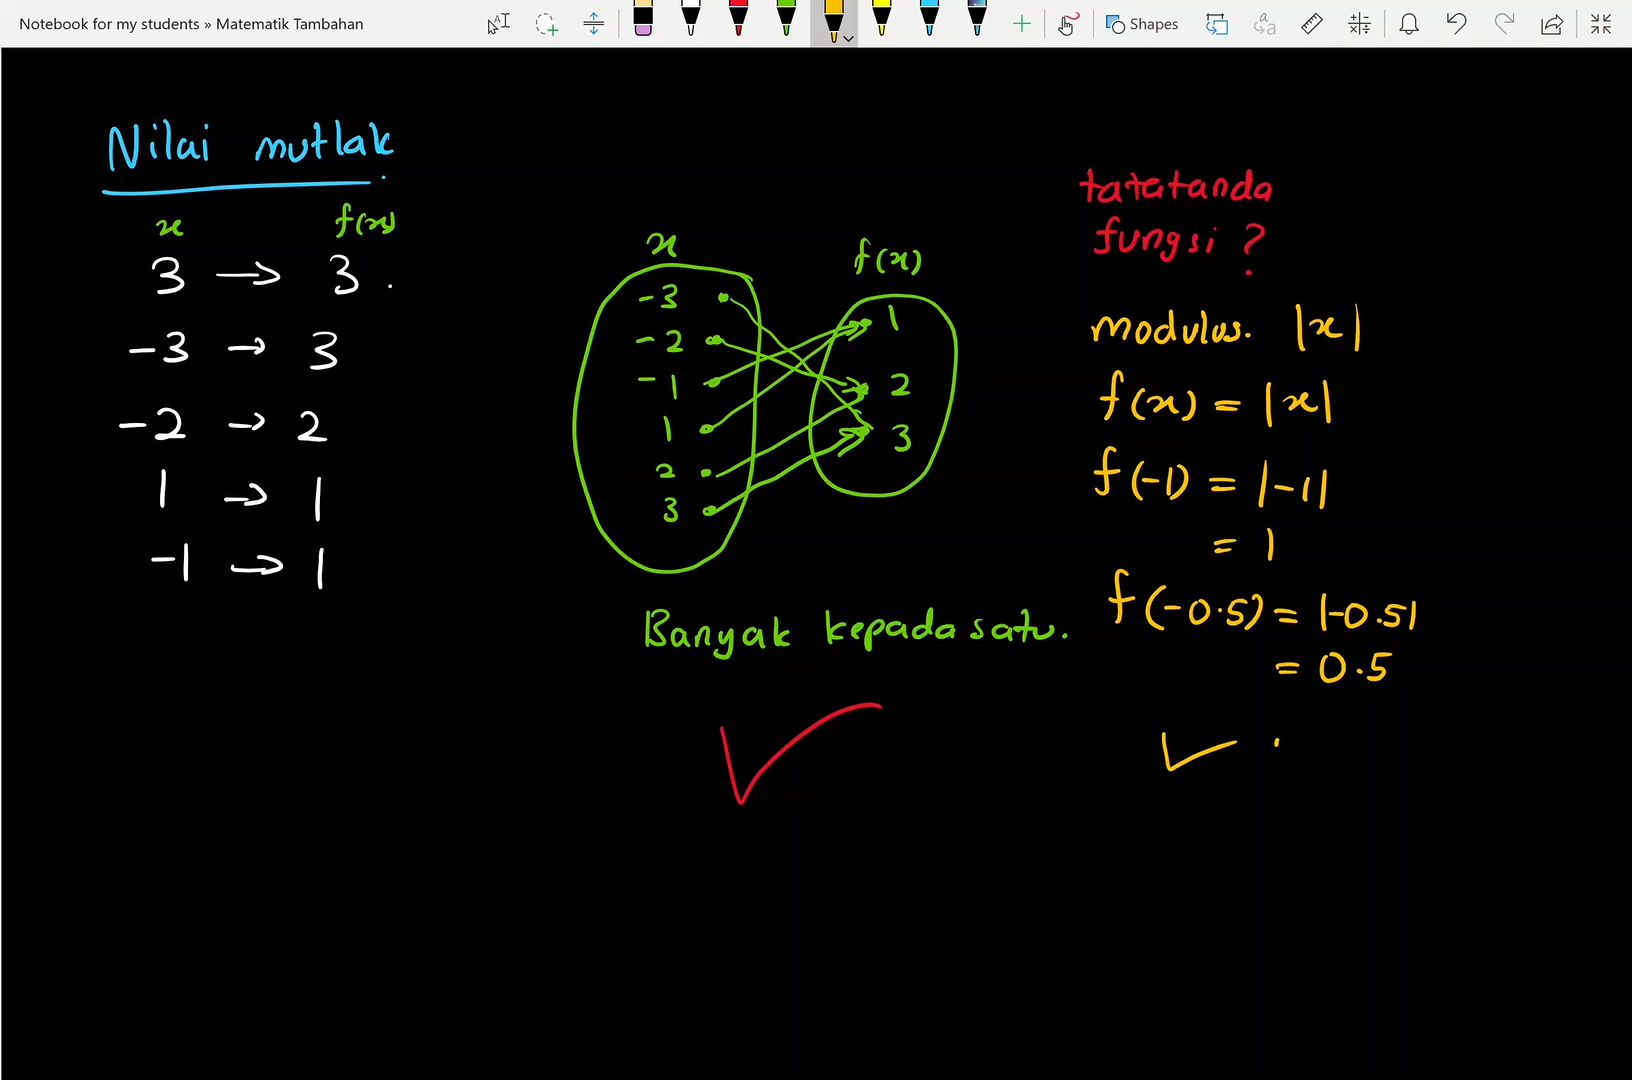 Notebook for my students » Matematik Tambahan
Shapes
Nilai mutlak
x f(x)
3 → 3.
-3 → 3
-2 → 2
1 → 1
-1 → 1
x f(x)
-3
-2
-1
1
2
3
1
2
3
Banyak kepada satu.
tatatanda
fungsi ?
modulus. |x|
f(x) = |x|
f(-1) = |-1|
= 1
f(-0.5) = |-0.5|
= 0.5